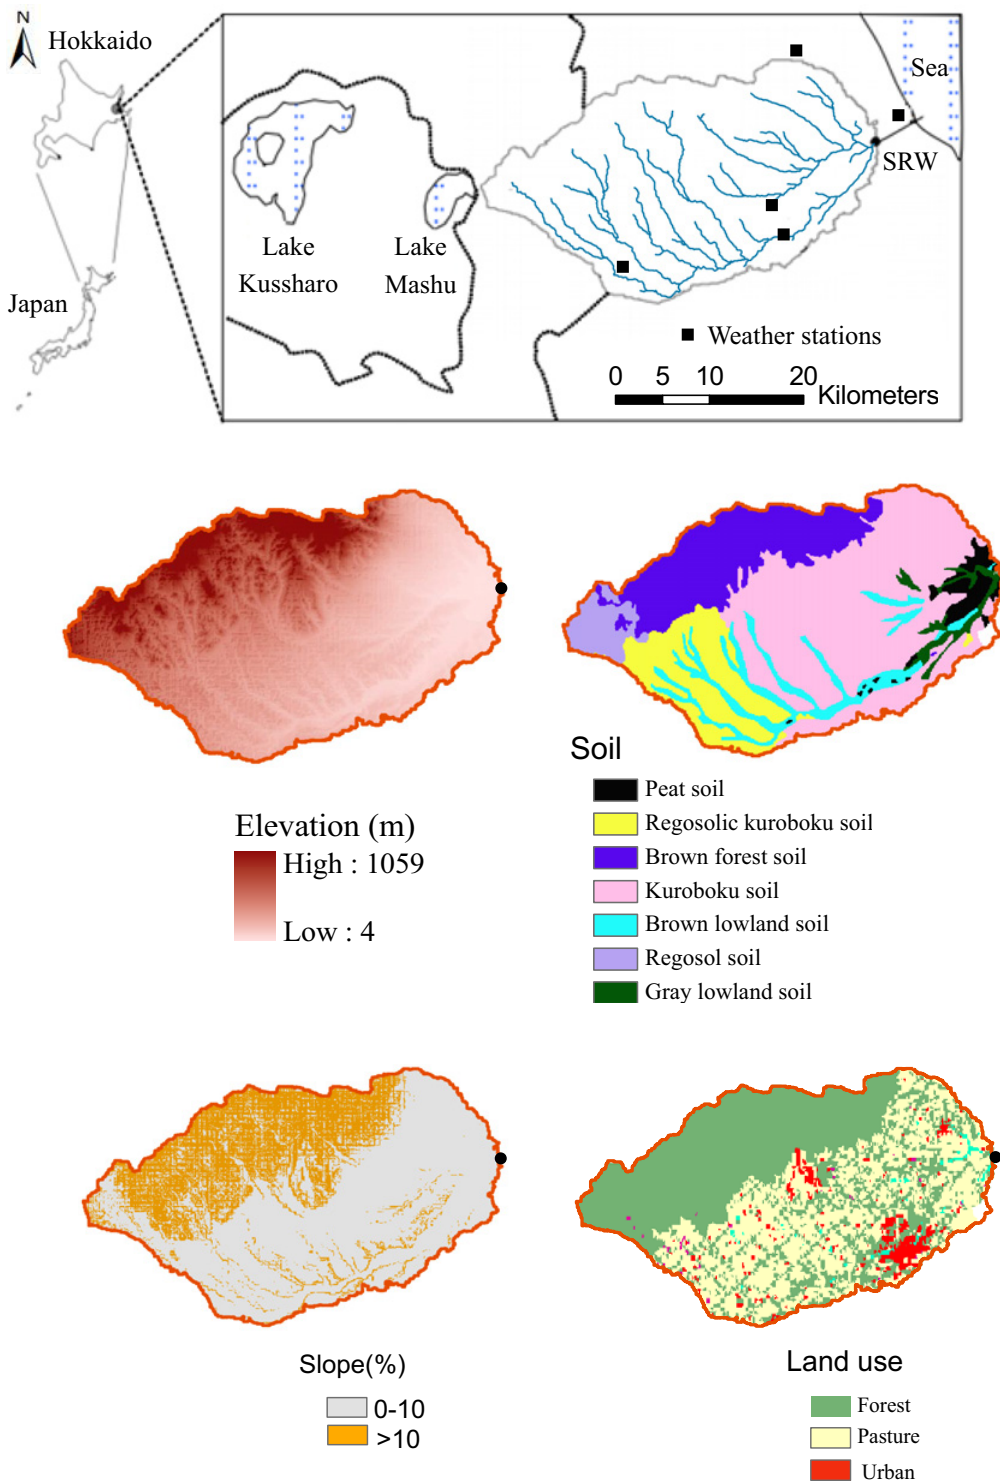 N
Hokkaido
Japan
Sea
SRW
Lake
Kussharo
Lake
Mashu
Weather stations
0 5 10 20
Kilometers
Elevation (m)
High : 1059
Low : 4
Soil
Peat soil
Regosolic kuroboku soil
Brown forest soil
Kuroboku soil
Brown lowland soil
Regosol soil
Gray lowland soil
Slope(%)
0-10
>10
Land use
Forest
Pasture
Urban